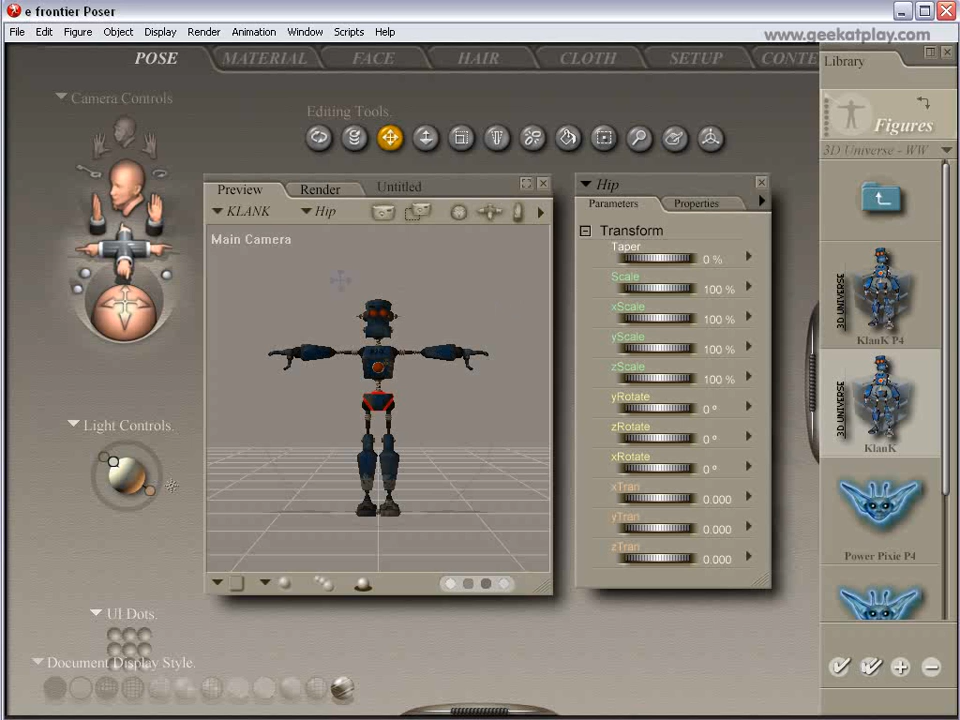 e frontier Poser
File Edit Figure Object Display Render Animation Window Scripts Help
www.geekatplay.com
POSE MATERIAL FACE HAIR CLOTH SETUP CONTE
Library
Camera Controls
Editing Tools.
Figures
3D Universe - WW
Preview Render Untitled
KLANK Hip
Main Camera
Hip
Parameters Properties
Transform
Taper
0 %
Scale
100 %
xScale
100 %
yScale
100 %
zScale
100 %
yRotate
0 º
zRotate
0 º
xRotate
0 º
xTran
0.000
yTran
0.000
zTran
0.000
3D UNIVERSE
KlanK P4
3D UNIVERSE
KlanK
Power Pixie P4
Light Controls.
UI Dots.
Document Display Style.